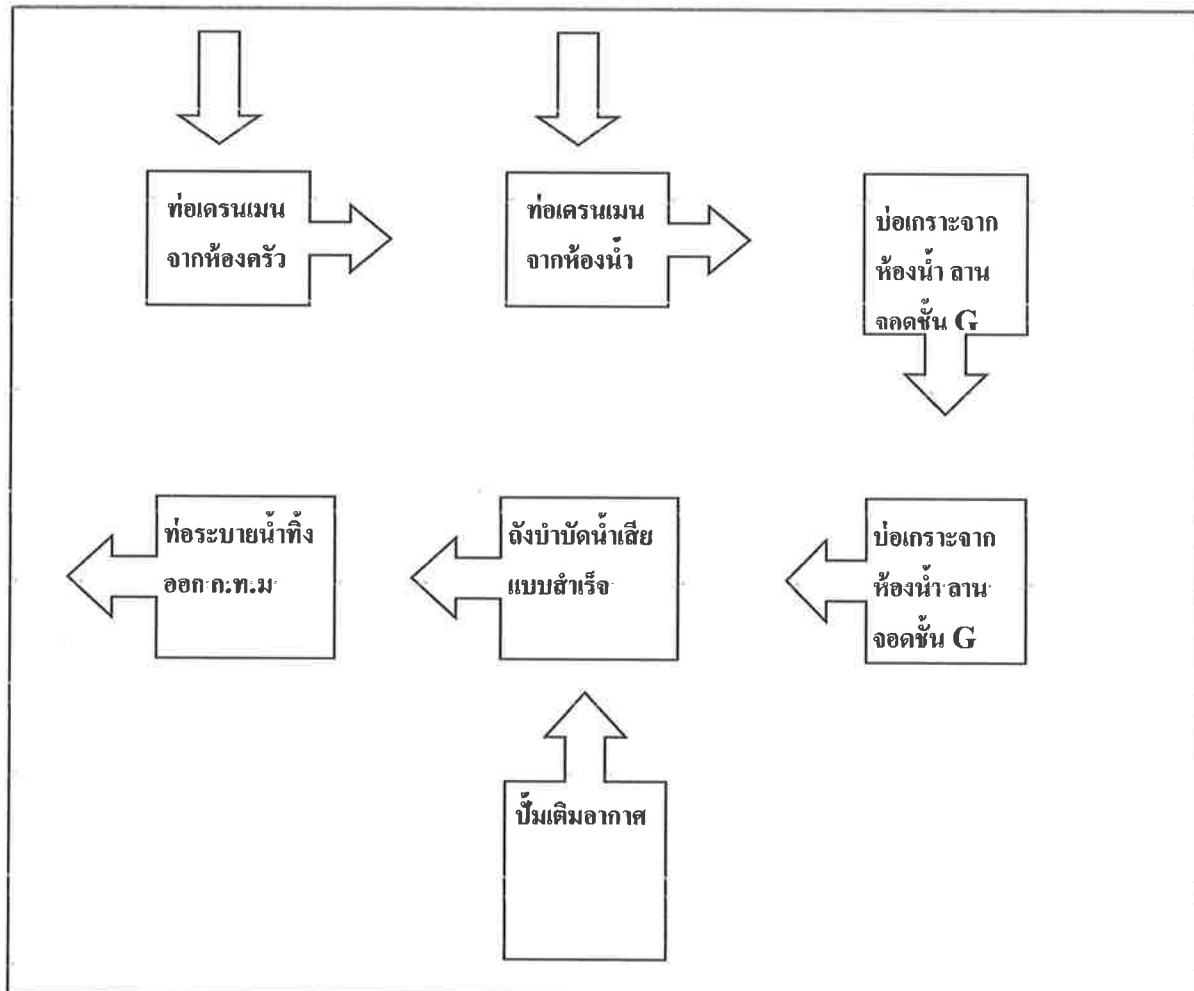 ท่อเดรนเมน
จากห้องครัว
ท่อเดรนเมน
จากห้องน้ำ
บ่อเกราะจาก
ห้องน้ำ ลาน
จอดชั้น G
ท่อระบายน้ำทิ้ง
ออก ก.ท.ม
ถังบำบัดน้ำเสีย
แบบสำเร็จ
บ่อเกราะจาก
ห้องน้ำ ลาน
จอดชั้น G
ปั๊มเติมอากาศ